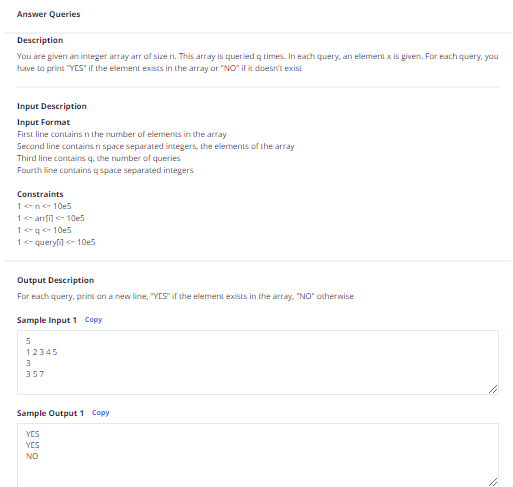 Answer Queries
Description
You are given an integer array arr of size n. This array is queried q times. In each query, an element x is given. For each query, you
have to print "YES" if the element exists in the array or "NO" if it doesn't exist
Input Description
Input Format
First line contains n the number of elements in the array
Second line contains n space separated integers, the elements of the array
Third line contains q, the number of queries
Fourth line contains q space separated integers
Constraints
1 <= n <= 10e5
1 <= arr[i] <= 10e5
1 <= q <= 10e5
1 <= query[i] <= 10e5
Output Description
For each query, print on a new line, "YES" if the element exists in the array, "NO" otherwise
Sample Input 1 Copy
5
1 2 3 4 5
3
3 5 7
Sample Output 1 Copy
YES
YES
NO